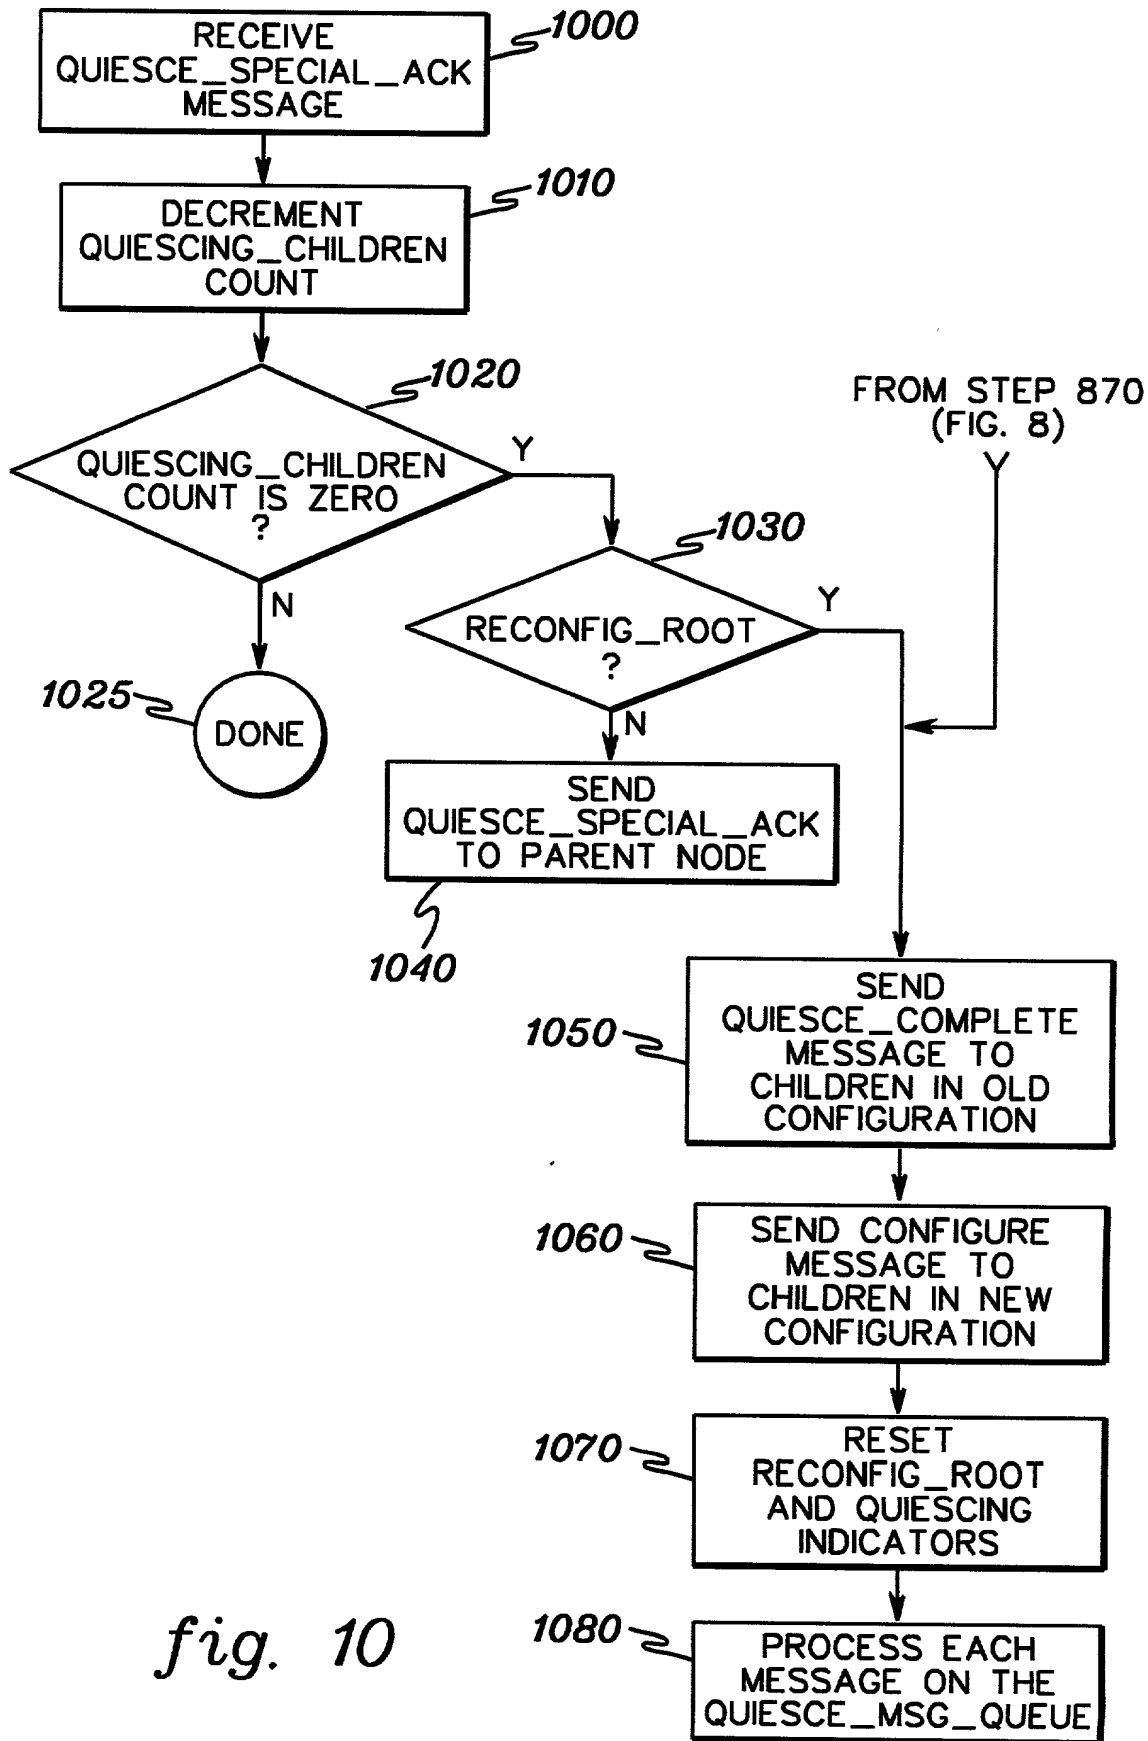 RECEIVE
QUIESCE_SPECIAL_ACK
MESSAGE
1000
DECREMENT
QUIESCING_CHILDREN
COUNT
1010
QUIESCING_CHILDREN
COUNT IS ZERO
?
1020
Y
N
FROM STEP 870
(FIG. 8)
DONE
1025
RECONFIG_ROOT
?
1030
Y
N
SEND
QUIESCE_SPECIAL_ACK
TO PARENT NODE
1040
SEND
QUIESCE_COMPLETE
MESSAGE TO
CHILDREN IN OLD
CONFIGURATION
1050
SEND CONFIGURE
MESSAGE TO
CHILDREN IN NEW
CONFIGURATION
1060
RESET
RECONFIG_ROOT
AND QUIESCING
INDICATORS
1070
PROCESS EACH
MESSAGE ON THE
QUIESCE_MSG_QUEUE
1080
fig. 10